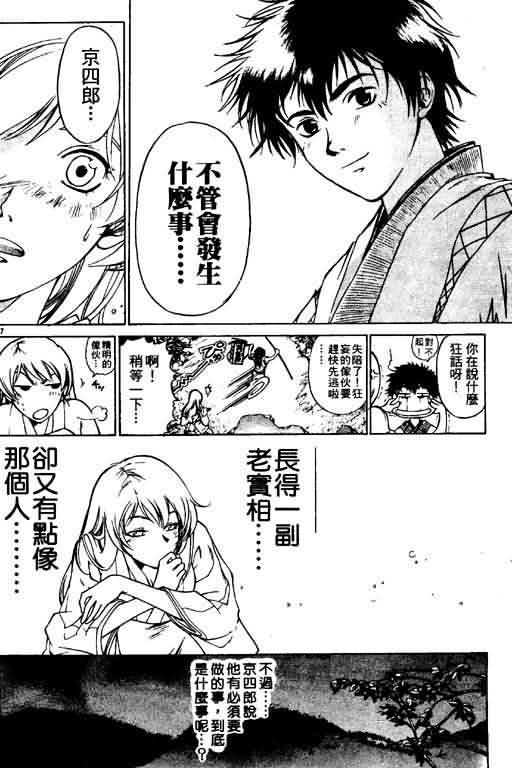 不管會發生
什麼事……
京四郎…
7
你在說什麼
狂話呀！
對不
起！
失陪了！狂
妄的傢伙要
趕快先逃啦
啊！
稍等一下
精明的
傢伙…
長得一副
老實相………
卻又有點像
那個人………
不過……
京四郎說
他有必須要
做的事，到底
是什麼事呢…？